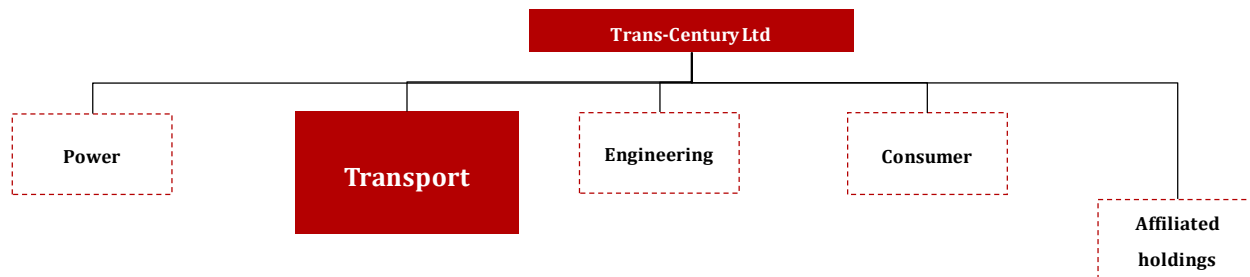 Trans-Century Ltd
Power
Transport
Engineering
Consumer
Affiliated
holdings